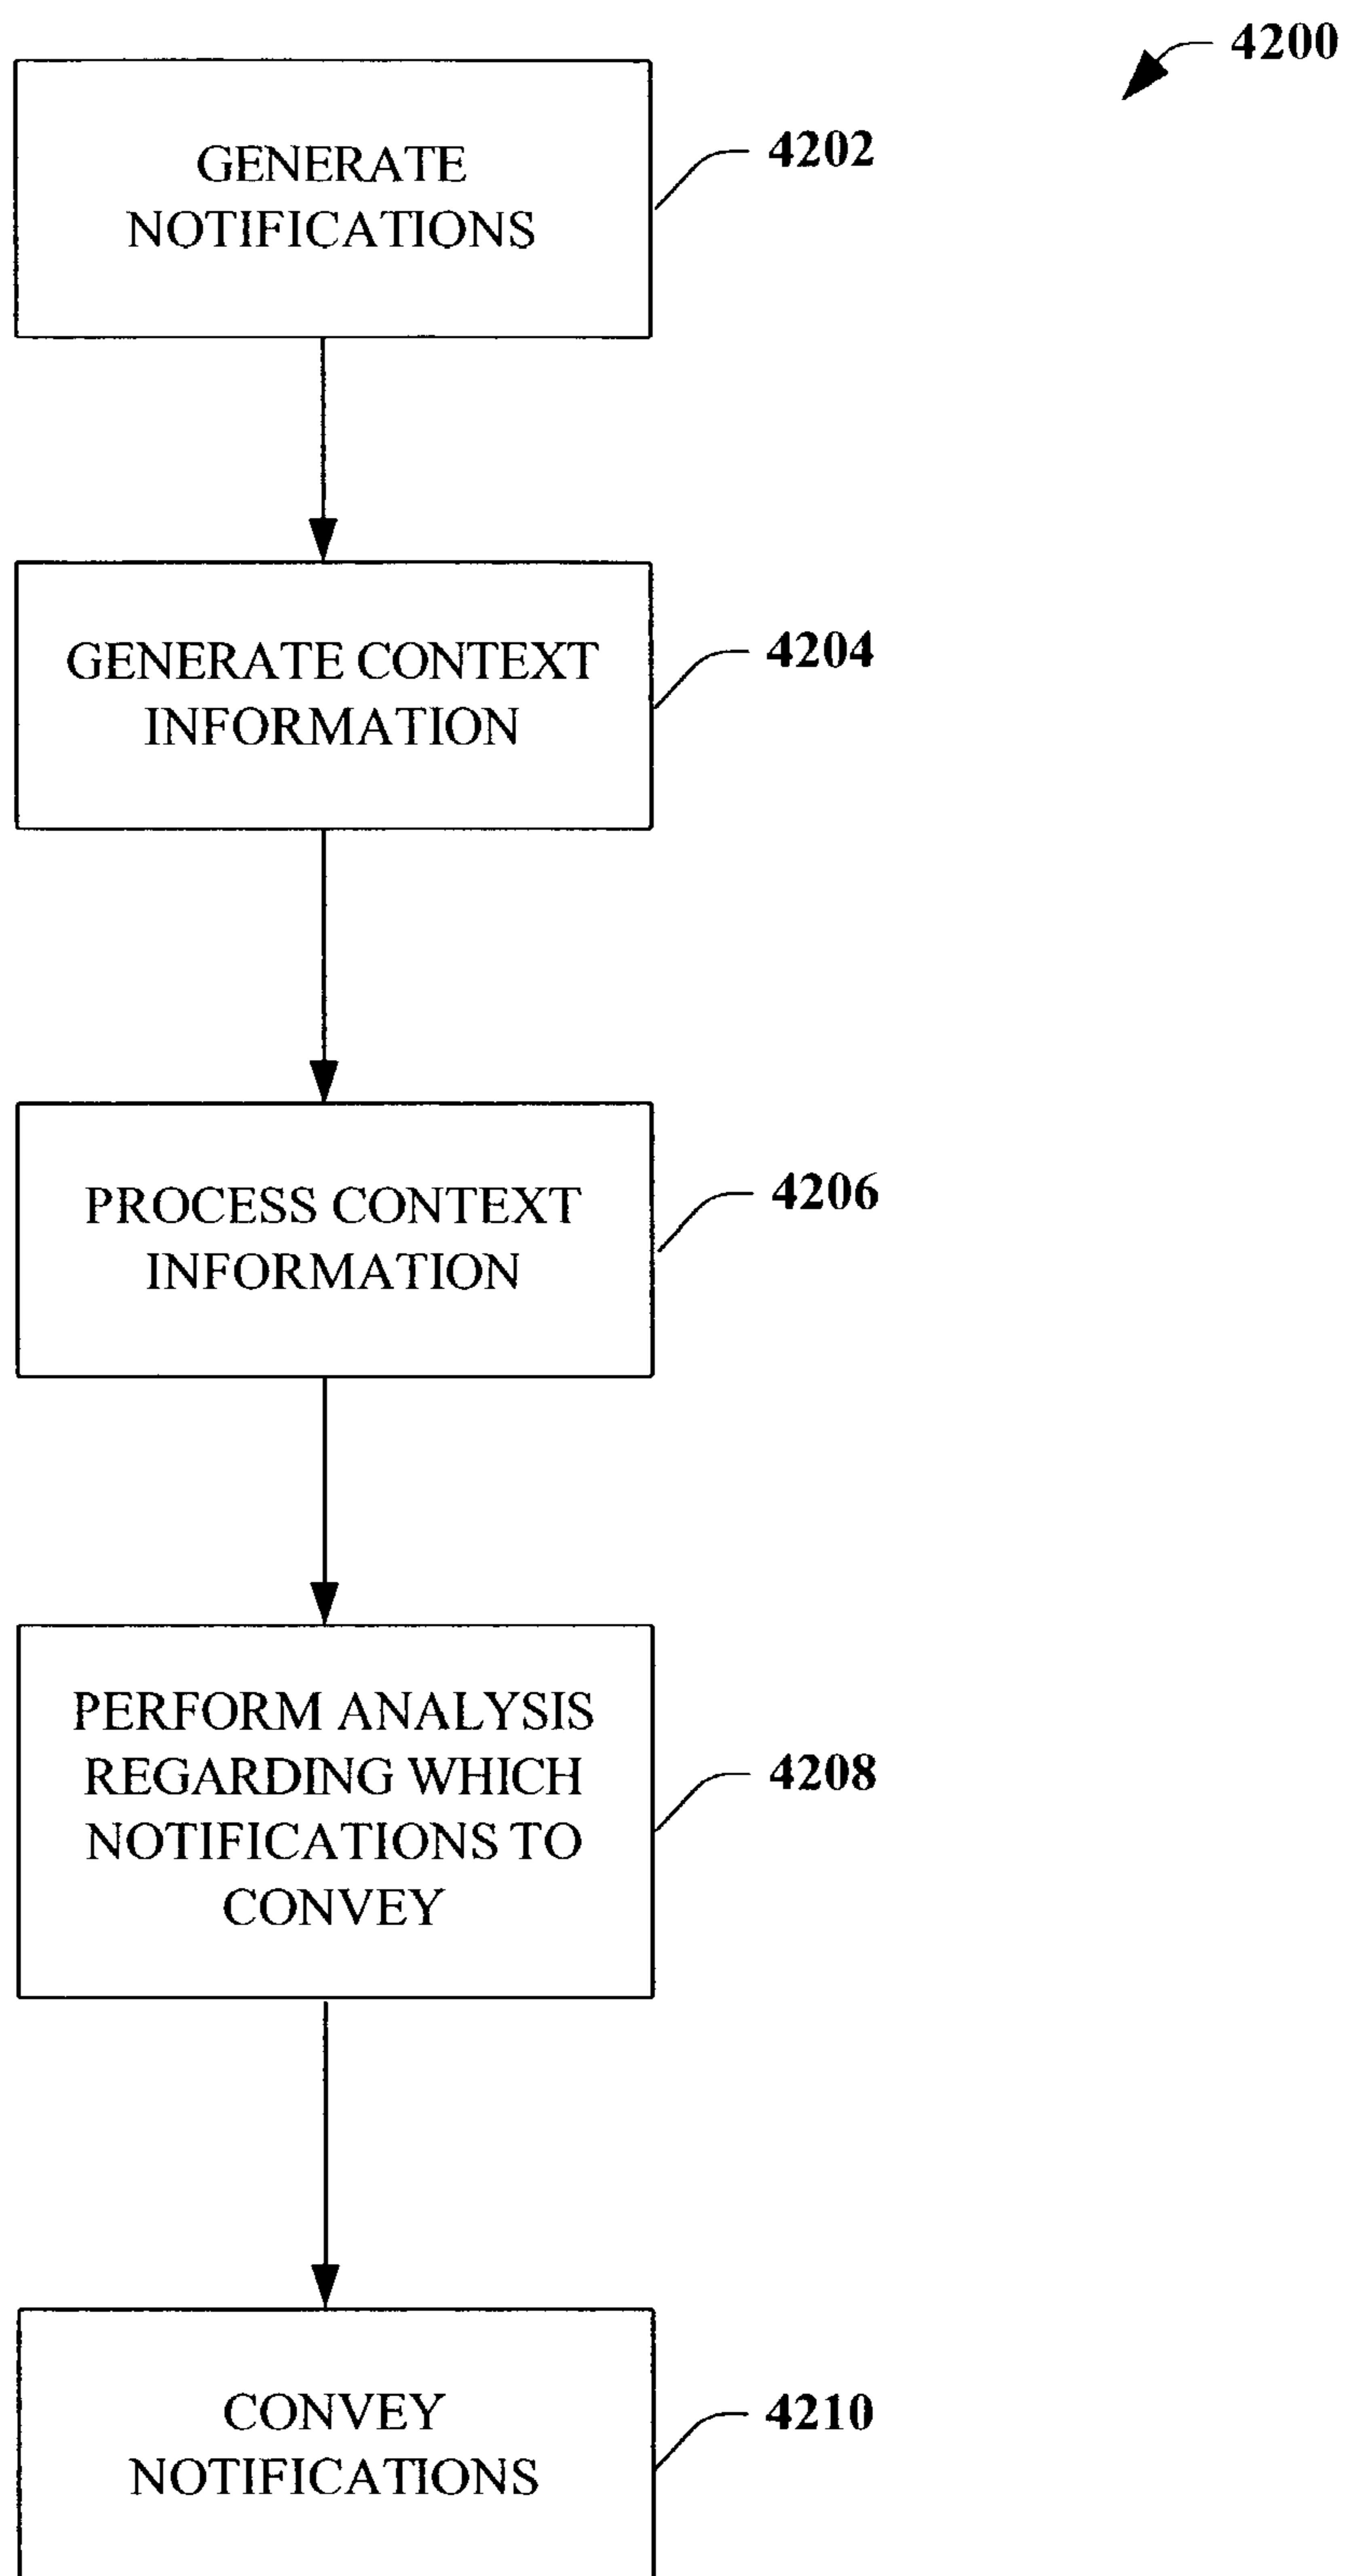 4200
GENERATE
NOTIFICATIONS
4202
GENERATE CONTEXT
INFORMATION
4204
PROCESS CONTEXT
INFORMATION
4206
PERFORM ANALYSIS
REGARDING WHICH
NOTIFICATIONS TO
CONVEY
4208
CONVEY
NOTIFICATIONS
4210